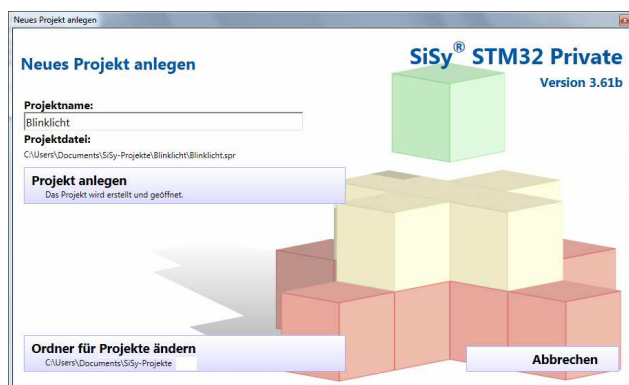 Neues Projekt anlegen
SiSy® STM32 Private
Neues Projekt anlegen
Version 3.61b
Projektname:
Blinklicht
Projektdatei:
C:\Users\Documents\SiSy-Projekte\Blinklicht\Blinklicht.spr
Projekt anlegen
Das Projekt wird erstellt und geöffnet.
Ordner für Projekte ändern
C:\Users\Documents\SiSy-Projekte
Abbrechen